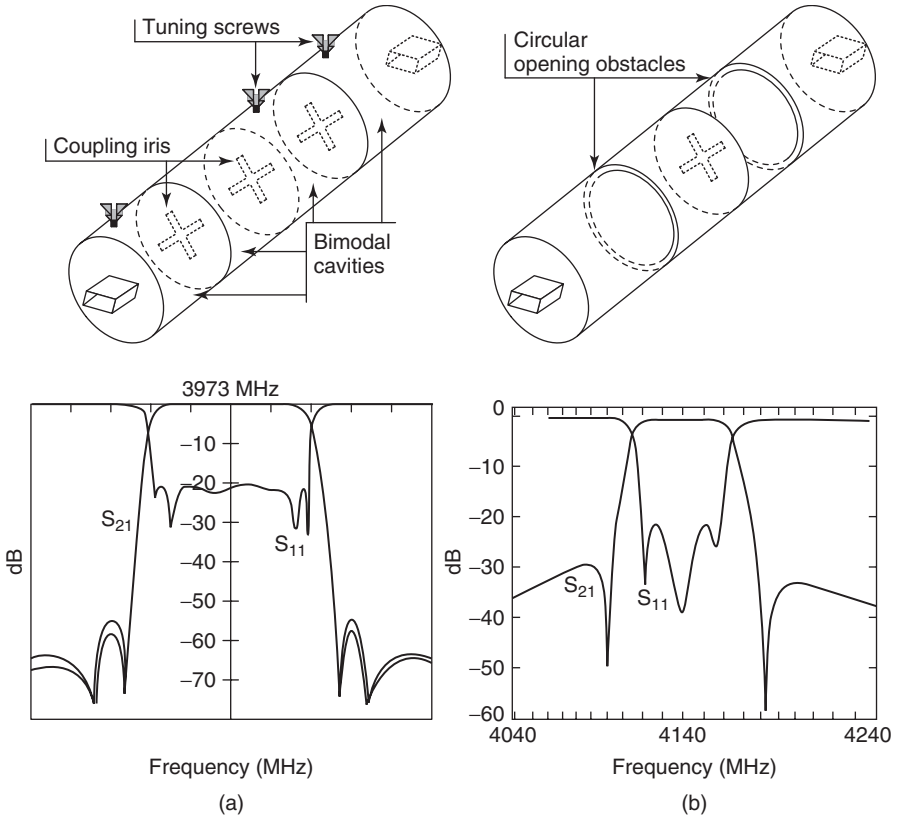 Tuning screws
Coupling iris
Bimodal
cavities
Circular
opening obstacles
3973 MHz
–10
–20
–30
–40
–50
–60
–70
S21
S11
dB
Frequency (MHz)
(a)
0
–10
–20
–30
–40
–50
–60
S21
S11
dB
4040
4140
4240
Frequency (MHz)
(b)